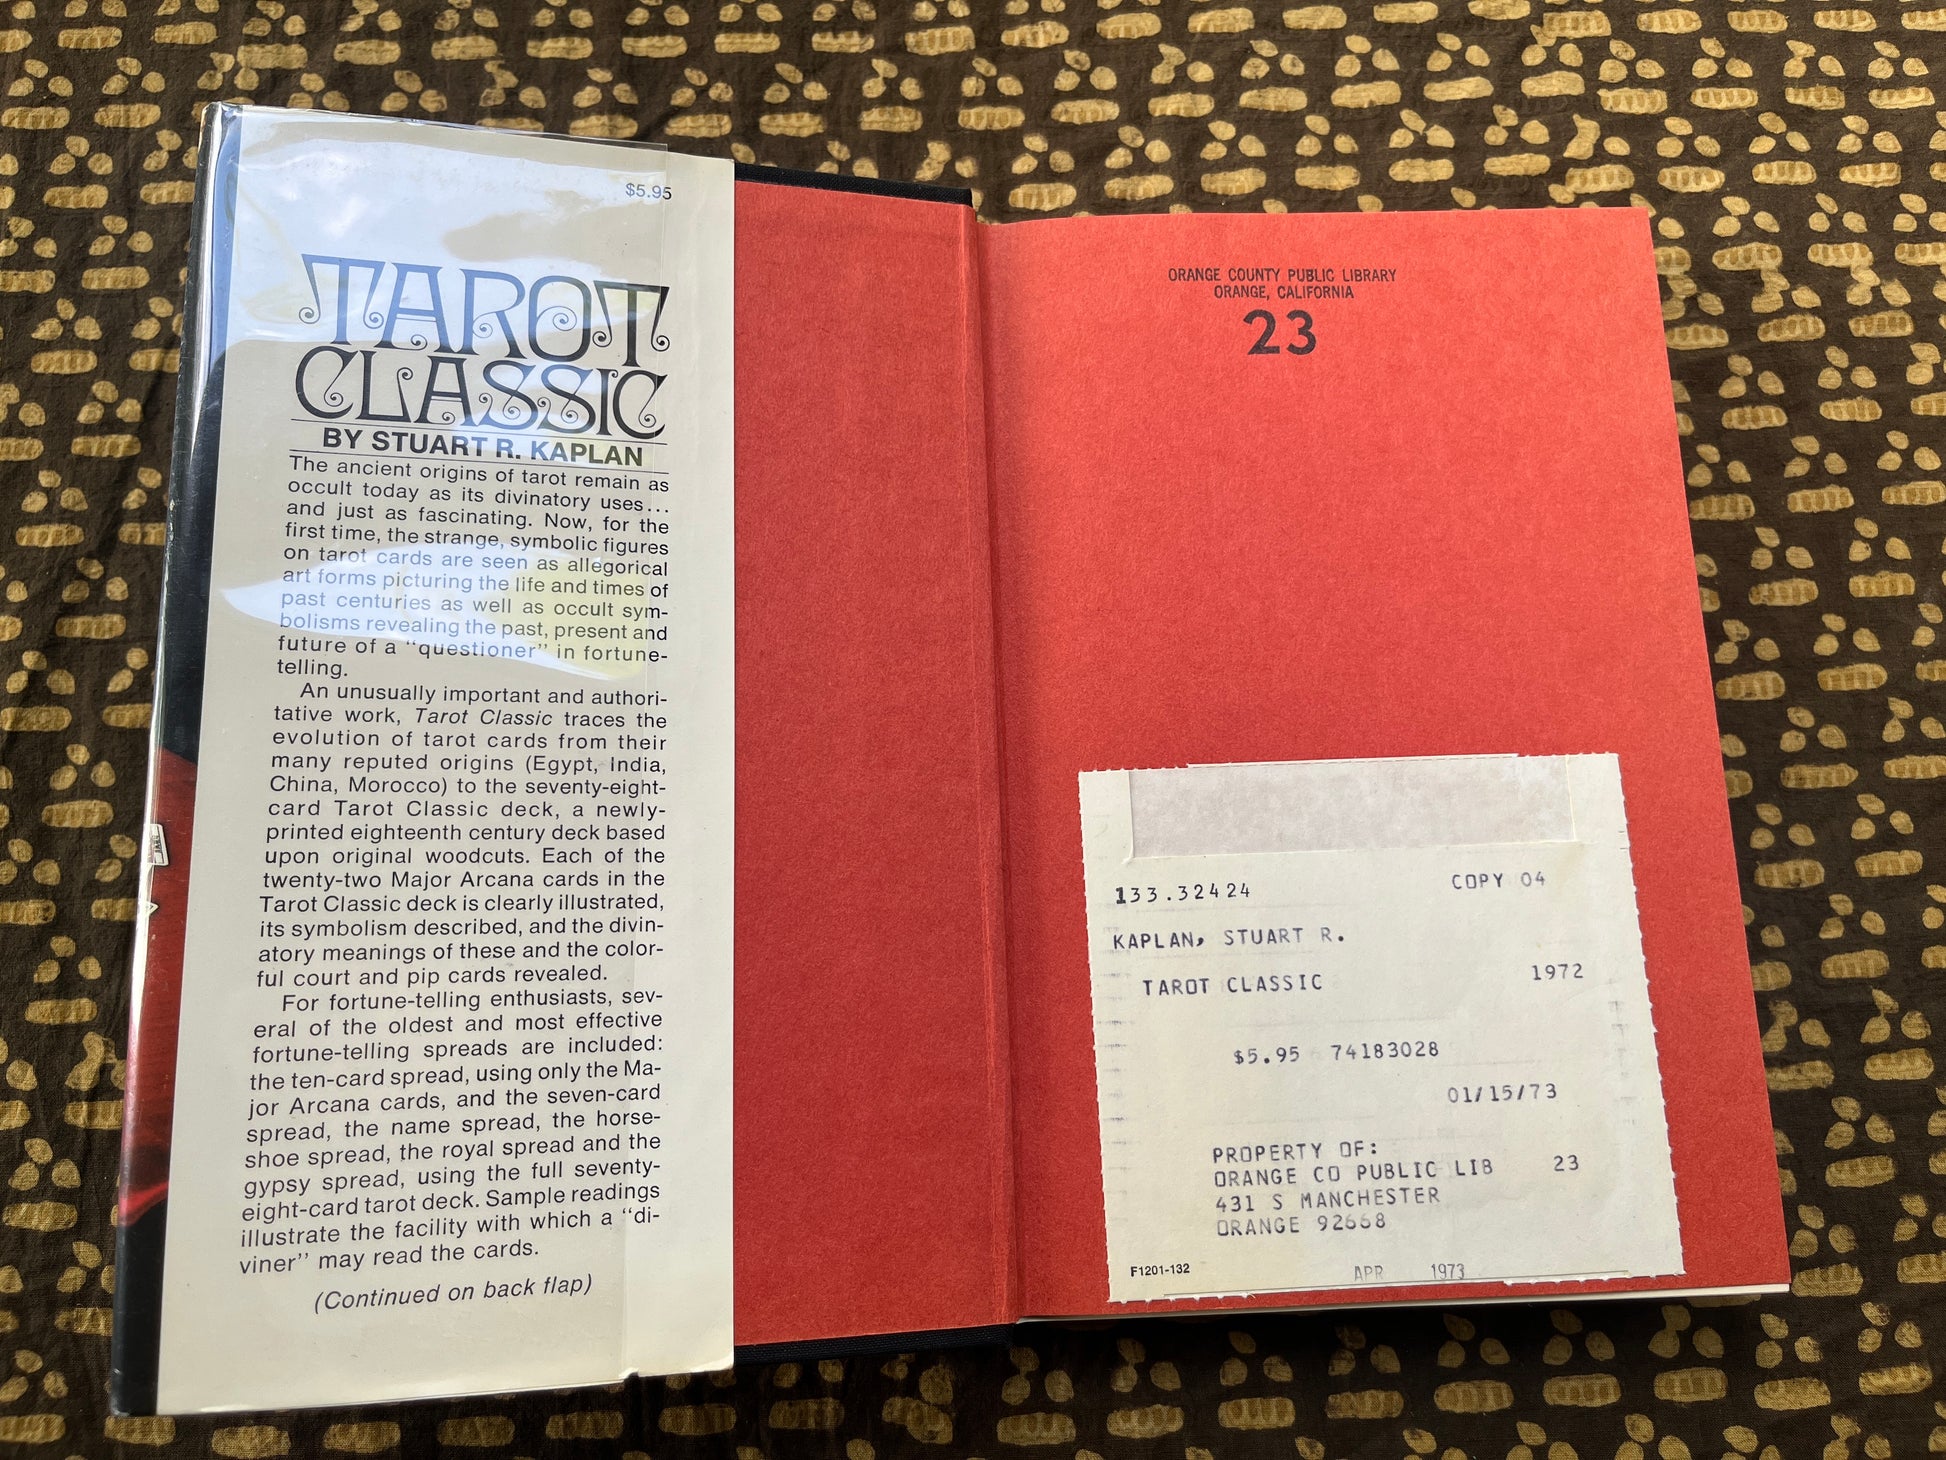 $5.95
TAROT
CLASSIC
BY STUART R. KAPLAN
The ancient origins of tarot remain as
occult today as its divinatory uses...
and just as fascinating. Now, for the
first time, the strange, symbolic figures
on tarot cards are seen as allegorical
art forms picturing the life and times of
past centuries as well as occult sym-
bolisms revealing the past, present and
future of a "questioner" in fortune-
telling.
An unusually important and authori-
tative work, Tarot Classic traces the
evolution of tarot cards from their
many reputed origins (Egypt, India,
China, Morocco) to the seventy-eight-
card Tarot Classic deck, a newly-
printed eighteenth century deck based
upon original woodcuts. Each of the
twenty-two Major Arcana cards in the
Tarot Classic deck is clearly illustrated,
its symbolism described, and the divin-
atory meanings of these and the color-
ful court and pip cards revealed.
For fortune-telling enthusiasts, sev-
eral of the oldest and most effective
fortune-telling spreads are included:
the ten-card spread, using only the Ma-
jor Arcana cards, and the seven-card
spread, the name spread, the horse-
shoe spread, the royal spread and the
gypsy spread, using the full seventy-
eight-card tarot deck. Sample readings
illustrate the facility with which a "di-
viner" may read the cards.
(Continued on back flap)
ORANGE COUNTY PUBLIC LIBRARY
ORANGE, CALIFORNIA
23
133.32424 COPY 04
KAPLAN, STUART R.
TAROT CLASSIC 1972
$5.95 74183028
01/15/73
PROPERTY OF:
ORANGE CO PUBLIC LIB 23
431 S MANCHESTER
ORANGE 92668
F1201-132 APR 1973